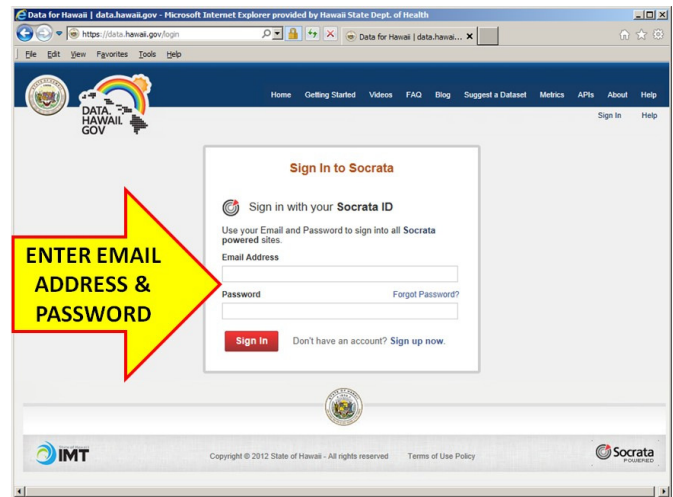 Data for Hawaii | data.hawaii.gov - Microsoft Internet Explorer provided by Hawaii State Dept. of Health
https://data.hawaii.gov/login
Data for Hawaii | data.hawai...
File Edit View Favorites Tools Help
DATA.
HAWAII.
GOV
Home Getting Started Videos FAQ Blog Suggest a Dataset Metrics APIs About Help
Sign In Help
Sign In to Socrata
Sign in with your Socrata ID
Use your Email and Password to sign into all Socrata
powered sites.
Email Address
Password Forgot Password?
Sign In Don't have an account? Sign up now.
ENTER EMAIL
ADDRESS &
PASSWORD
IMT
Copyright © 2012 State of Hawaii - All rights reserved Terms of Use Policy
Socrata
POWERED